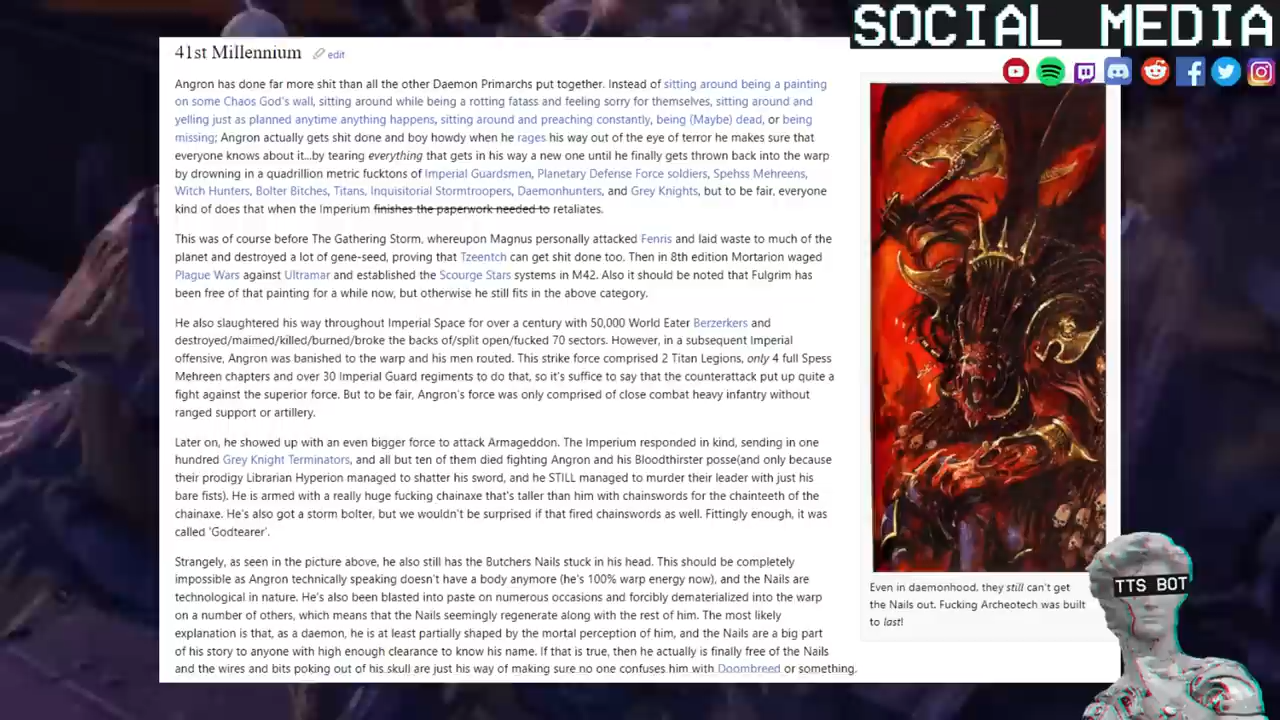 SOCIAL MEDIA
41st Millennium edit
Angron has done far more shit than all the other Daemon Primarchs put together. Instead of sitting around being a painting
on some Chaos God's wall, sitting around while being a rotting fatass and feeling sorry for themselves, sitting around and
yelling just as planned anytime anything happens, sitting around and preaching constantly, being (Maybe) dead, or being
missing; Angron actually gets shit done and boy howdy when he rages his way out of the eye of terror he makes sure that
everyone knows about it...by tearing everything that gets in his way a new one until he finally gets thrown back into the warp
by drowning in a quadrillion metric fucktons of Imperial Guardsmen, Planetary Defense Force soldiers, Spehss Mehreens,
Witch Hunters, Bolter Bitches, Titans, Inquisitorial Stormtroopers, Daemonhunters, and Grey Knights, but to be fair, everyone
kind of does that when the Imperium finishes the paperwork needed to retaliates.
This was of course before The Gathering Storm, whereupon Magnus personally attacked Fenris and laid waste to much of the
planet and destroyed a lot of gene-seed, proving that Tzeentch can get shit done too. Then in 8th edition Mortarion waged
Plague Wars against Ultramar and established the Scourge Stars systems in M42. Also it should be noted that Fulgrim has
been free of that painting for a while now, but otherwise he still fits in the above category.
He also slaughtered his way throughout Imperial Space for over a century with 50,000 World Eater Berzerkers and
destroyed/maimed/killed/burned/broke the backs of/split open/fucked 70 sectors. However, in a subsequent Imperial
offensive, Angron was banished to the warp and his men routed. This strike force comprised 2 Titan Legions, only 4 full Spess
Mehreen chapters and over 30 Imperial Guard regiments to do that, so it's suffice to say that the counterattack put up quite a
fight against the superior force. But to be fair, Angron's force was only comprised of close combat heavy infantry without
ranged support or artillery.
Later on, he showed up with an even bigger force to attack Armageddon. The Imperium responded in kind, sending in one
hundred Grey Knight Terminators, and all but ten of them died fighting Angron and his Bloodthirster posse(and only because
their prodigy Librarian Hyperion managed to shatter his sword, and he STILL managed to murder their leader with just his
bare fists). He is armed with a really huge fucking chainaxe that's taller than him with chainswords for the chainteeth of the
chainaxe. He's also got a storm bolter, but we wouldn't be surprised if that fired chainswords as well. Fittingly enough, it was
called 'Godtearer'.
Strangely, as seen in the picture above, he also still has the Butchers Nails stuck in his head. This should be completely
impossible as Angron technically speaking doesn't have a body anymore (he's 100% warp energy now), and the Nails are
technological in nature. He's also been blasted into paste on numerous occasions and forcibly dematerialized into the warp
on a number of others, which means that the Nails seemingly regenerate along with the rest of him. The most likely
explanation is that, as a daemon, he is at least partially shaped by the mortal perception of him, and the Nails are a big part
of his story to anyone with high enough clearance to know his name. If that is true, then he actually is finally free of the Nails
and the wires and bits poking out of his skull are just his way of making sure no one confuses him with Doombreed or something.
Even in daemonhood, they still can't get
the Nails out. Fucking Archeotech was built
to last!
TTS BOT